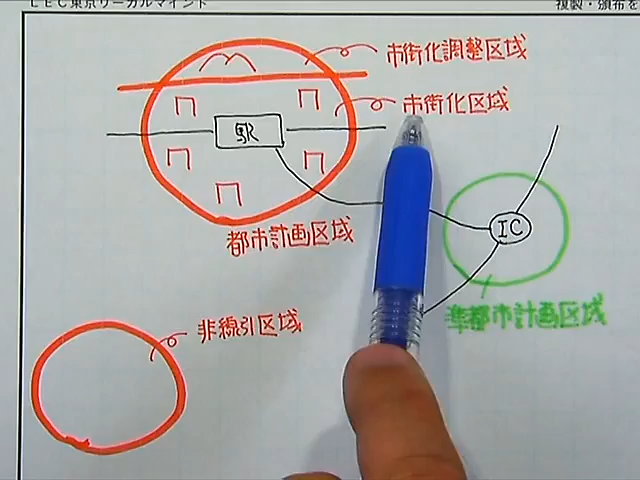 LEC東京リーガルマインド
複製・頒布を
市街化調整区域
市街化区域
駅
都市計画区域
IC
準都市計画区域
非線引区域